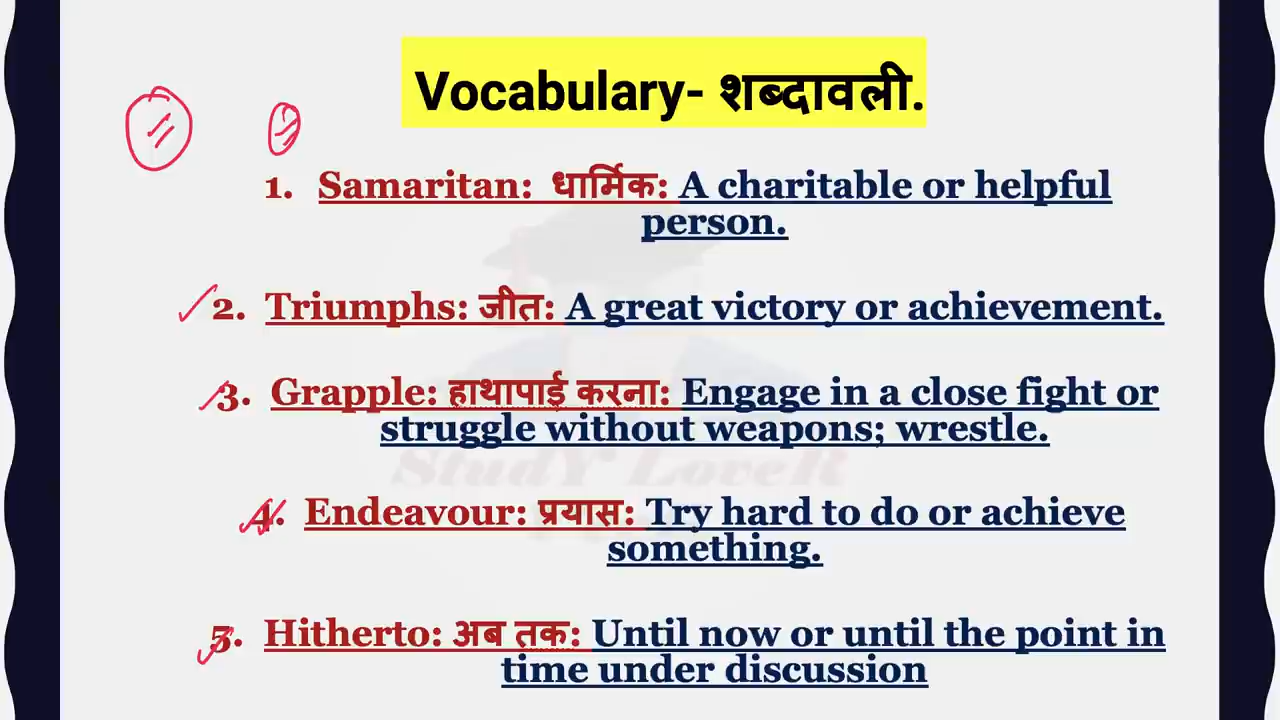 Vocabulary- शब्दावली.
1. Samaritan: धार्मिक: A charitable or helpful
person.
2. Triumphs: जीत: A great victory or achievement.
3. Grapple: हाथापाई करना: Engage in a close fight or
struggle without weapons; wrestle.
StudY LoveR
4. Endeavour: प्रयास: Try hard to do or achieve
something.
5. Hitherto: अब तक: Until now or until the point in
time under discussion